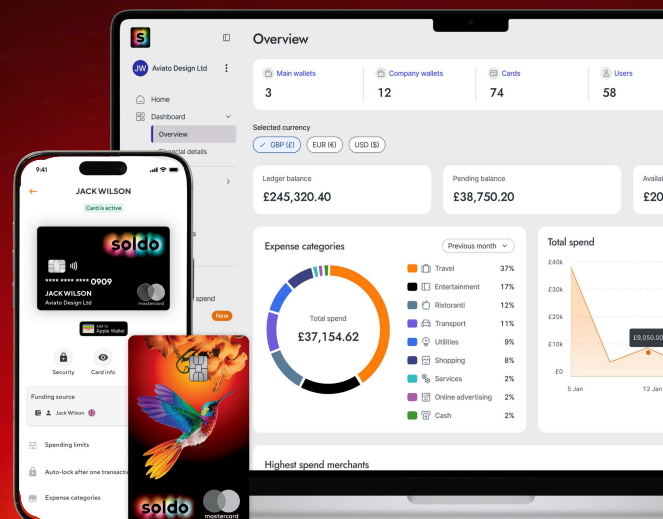 S
Overview
JW Aviato Design Ltd
Main wallets
3
Company wallets
12
Cards
74
Users
58
Home
Dashboard
Overview
Financial details
Selected currency
GBP (£) EUR (€) USD ($)
Ledger balance
£245,320.40
Pending balance
£38,750.20
£20
Expense categories
Previous month
Total spend
£37,154.62
Travel 37%
Entertainment 17%
Ristoranti 12%
Transport 11%
Utilities 9%
Shopping 8%
Services 2%
Online advertising 2%
Cash 2%
Total spend
£40k
£30k
£20k
£10k
£0
£9,050.00
5 Jan 12 Jan
Highest spend merchants
spend
New
9:41
JACK WILSON
Card is active
soldo
**** **** **** 0909
JACK WILSON
Aviato Design Ltd
mastercard
Add to
Apple Wallet
Security Card info
Funding source
Jack Wilson
Spending limits
Auto-lock after one transacti
Expense categories
soldo
mastercard